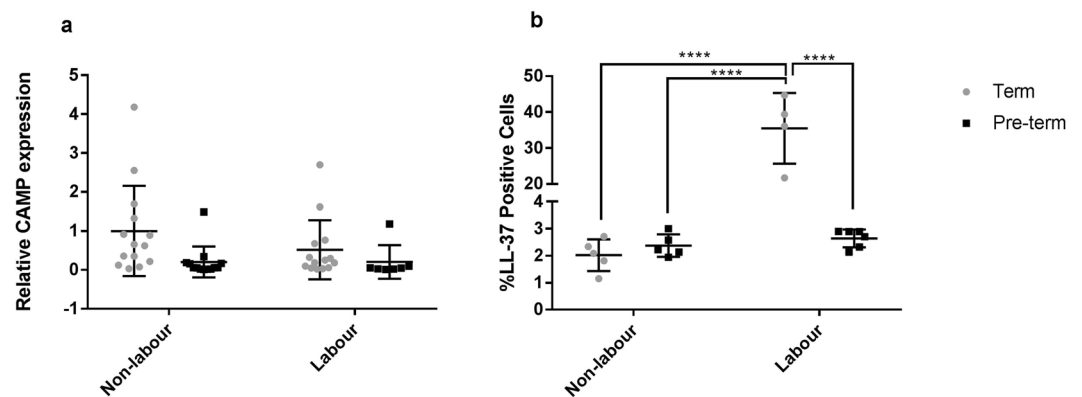 a
Relative CAMP expression
5
4
3
2
1
0
-1
Non-labour
Labour
b
%LL-37 Positive Cells
50
40
30
20
4
3
2
1
0
****
****
****
Non-labour
Labour
Term
Pre-term